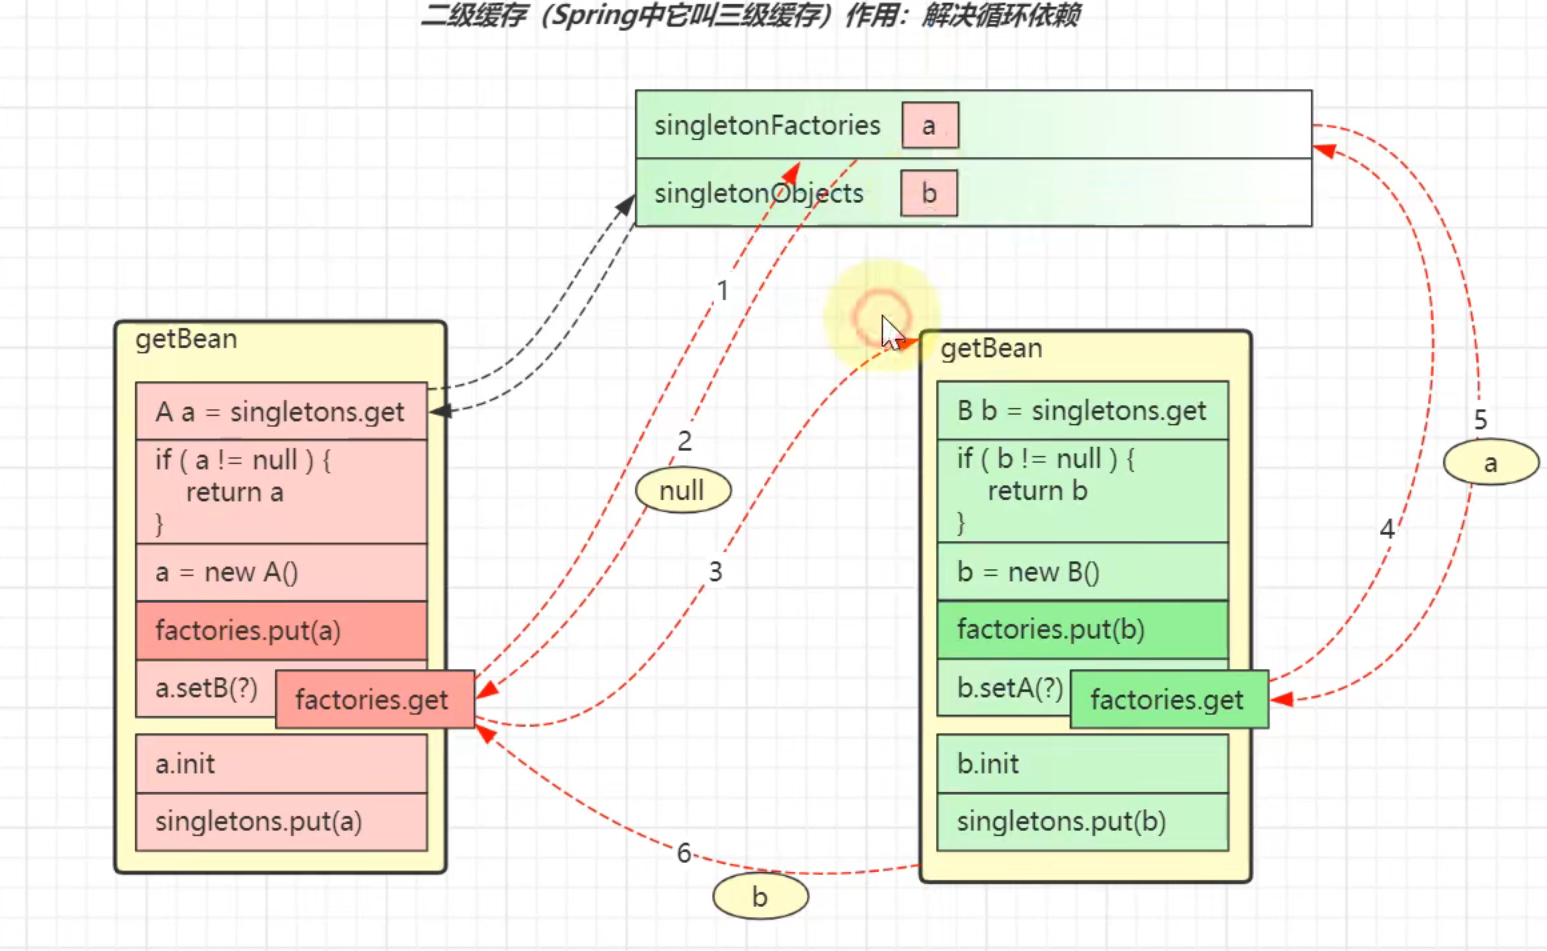 二级缓存（Spring中它叫三级缓存）作用：解决循环依赖
singletonFactories
a
singletonObjects
b
1
2
null
3
getBean
A a = singletons.get
if ( a != null ) {
return a
}
a = new A()
factories.put(a)
a.setB(?)
factories.get
a.init
singletons.put(a)
getBean
B b = singletons.get
if ( b != null ) {
return b
}
b = new B()
factories.put(b)
b.setA(?)
factories.get
b.init
singletons.put(b)
5
a
4
6
b